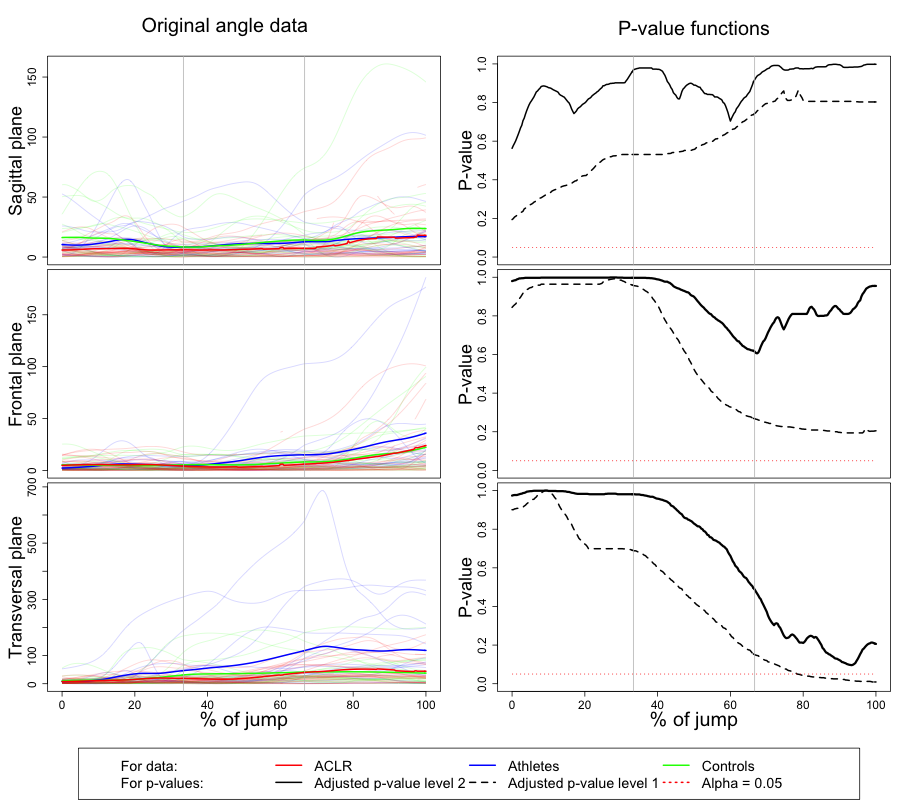 Original angle data
P-value functions
Sagittal plane
0 50 100 150
P-value
0.0 0.2 0.4 0.6 0.8 1.0
Frontal plane
0 50 100 150
P-value
0.0 0.2 0.4 0.6 0.8 1.0
Transversal plane
0 100 300 500 700
P-value
0.0 0.2 0.4 0.6 0.8 1.0
0 20 40 60 80 100
% of jump
0 20 40 60 80 100
% of jump
For data: ACLR Athletes Controls
For p-values: Adjusted p-value level 2 Adjusted p-value level 1 Alpha = 0.05